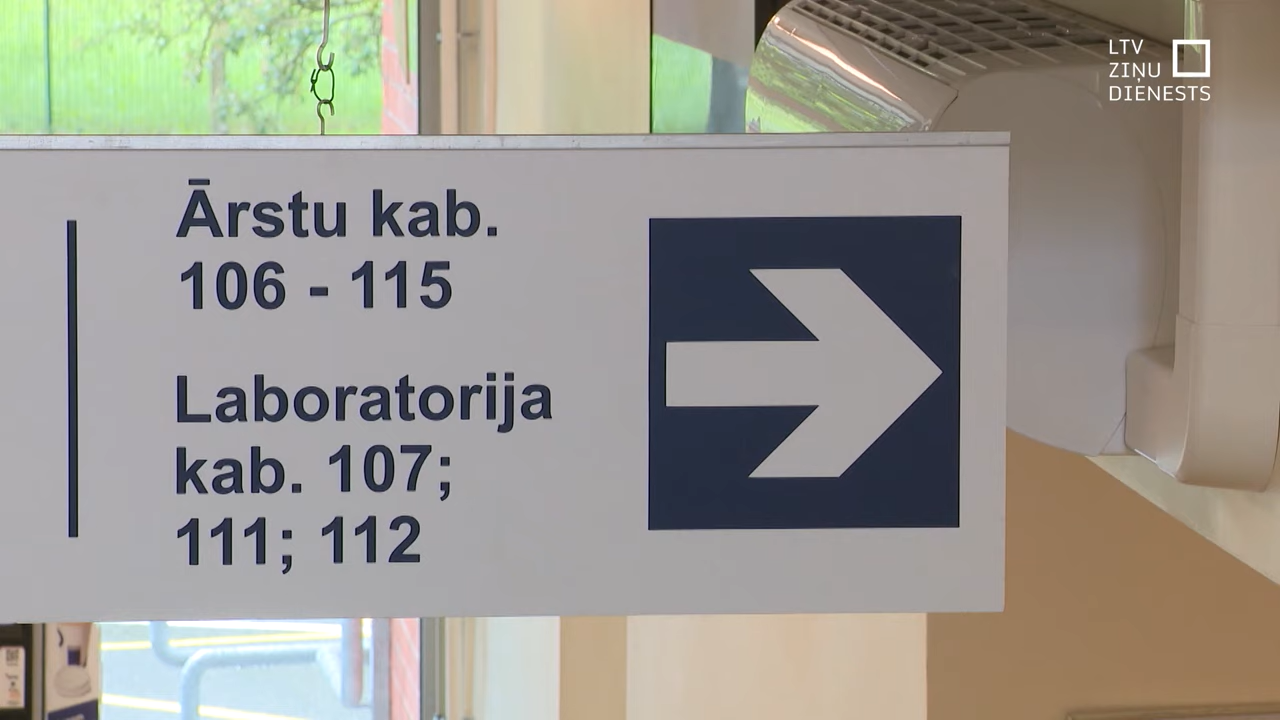 LTV
ZIŅU
DIENESTS
Ārstu kab.
106 - 115
Laboratorija
kab. 107;
111; 112